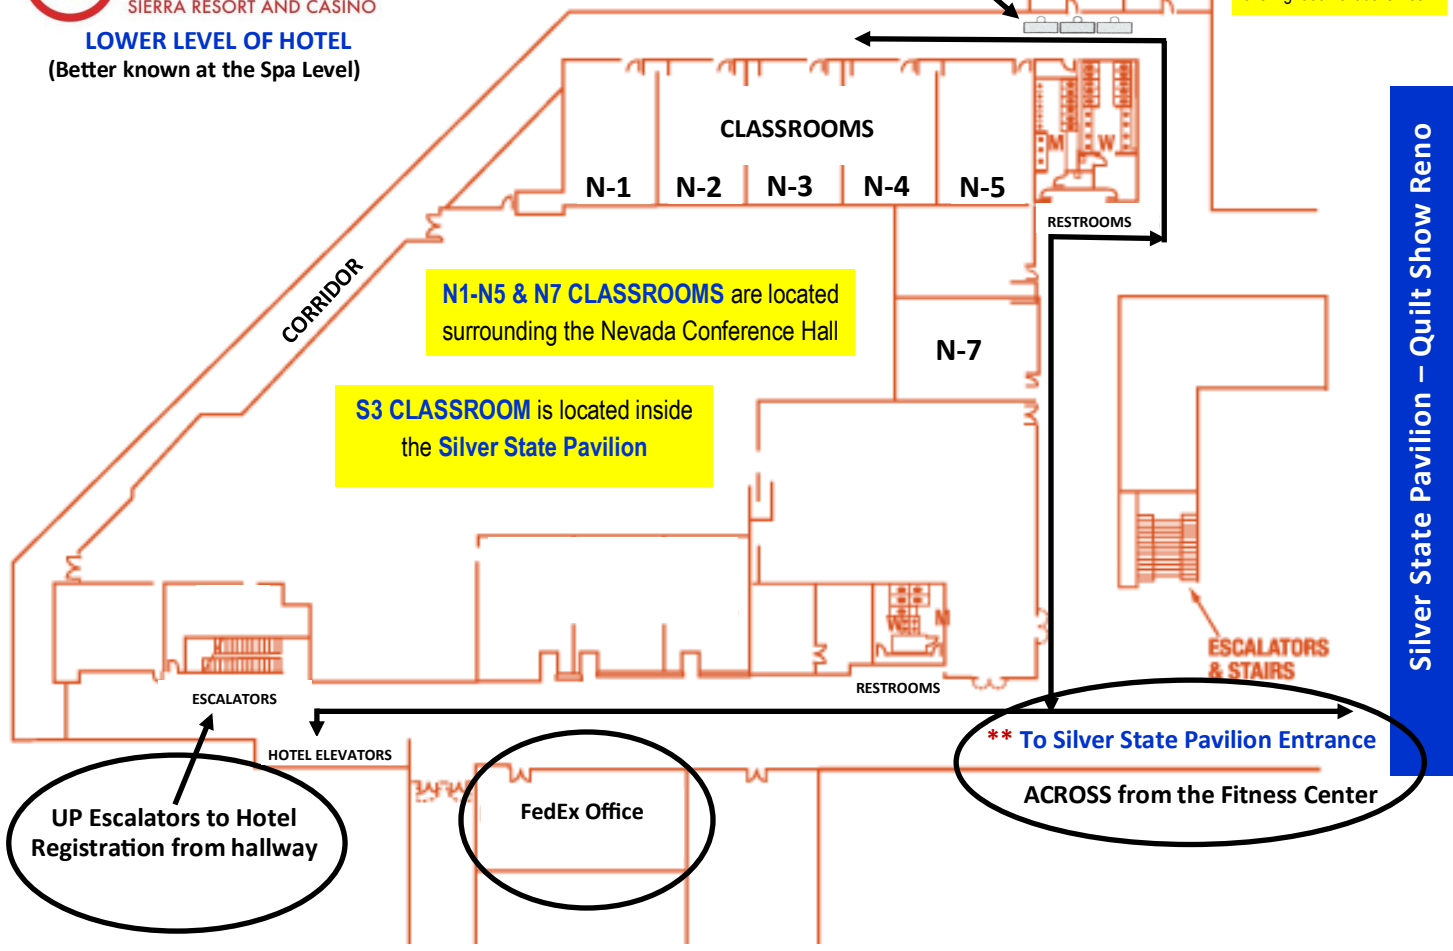 SIERRA RESORT AND CASINO
LOWER LEVEL OF HOTEL
(Better known at the Spa Level)
CLASSROOMS
N-1
N-2
N-3
N-4
N-5
M
W
RESTROOMS
CORRIDOR
N1-N5 & N7 CLASSROOMS are located
surrounding the Nevada Conference Hall
N-7
S3 CLASSROOM is located inside
the Silver State Pavilion
Silver State Pavilion – Quilt Show Reno
W
M
ESCALATORS
& STAIRS
RESTROOMS
ESCALATORS
HOTEL ELEVATORS
** To Silver State Pavilion Entrance
ACROSS from the Fitness Center
UP Escalators to Hotel
Registration from hallway
FedEx Office